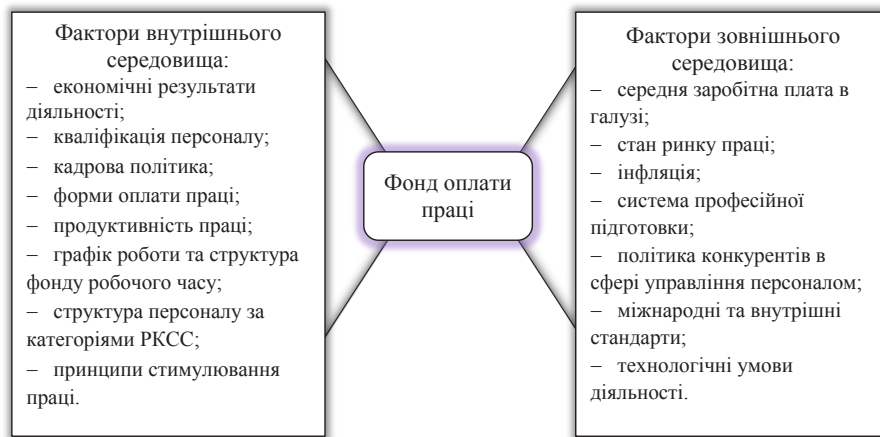 Фактори внутрішнього
середовища:
– економічні результати
діяльності;
– кваліфікація персоналу;
– кадрова політика;
– форми оплати праці;
– продуктивність праці;
– графік роботи та структура
фонду робочого часу;
– структура персоналу за
категоріями РКСС;
– принципи стимулювання
праці.
Фонд оплати
праці
Фактори зовнішнього
середовища:
– середня заробітна плата в
галузі;
– стан ринку праці;
– інфляція;
– система професійної
підготовки;
– політика конкурентів в
сфері управління персоналом;
– міжнародні та внутрішні
стандарти;
– технологічні умови
діяльності.